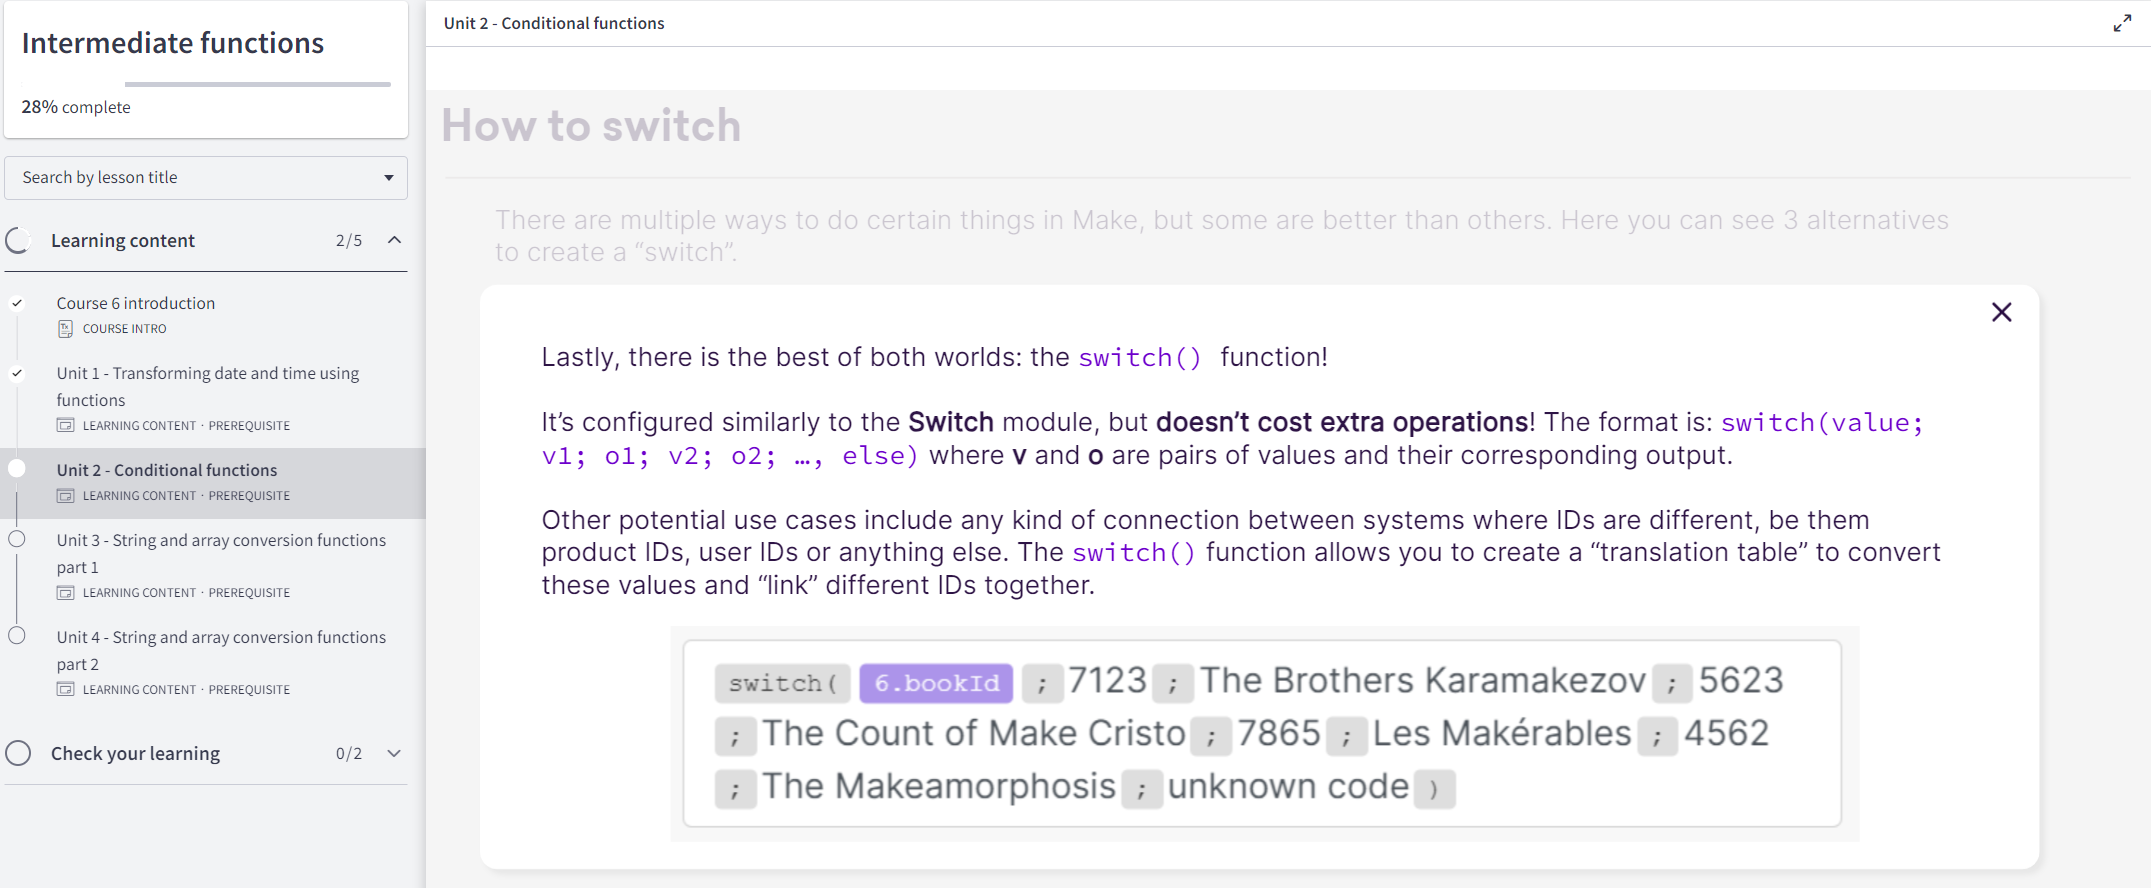 Intermediate functions
28% complete
Search by lesson title
Learning content 2/5
Course 6 introduction
COURSE INTRO
Unit 1 - Transforming date and time using
functions
LEARNING CONTENT · PREREQUISITE
Unit 2 - Conditional functions
LEARNING CONTENT · PREREQUISITE
Unit 3 - String and array conversion functions
part 1
LEARNING CONTENT · PREREQUISITE
Unit 4 - String and array conversion functions
part 2
LEARNING CONTENT · PREREQUISITE
Check your learning 0/2
Unit 2 - Conditional functions
How to switch
There are multiple ways to do certain things in Make, but some are better than others. Here you can see 3 alternatives
to create a “switch”.
Lastly, there is the best of both worlds: the switch() function!
It’s configured similarly to the Switch module, but doesn’t cost extra operations! The format is: switch(value;
v1; o1; v2; o2; …, else) where v and o are pairs of values and their corresponding output.
Other potential use cases include any kind of connection between systems where IDs are different, be them
product IDs, user IDs or anything else. The switch() function allows you to create a “translation table” to convert
these values and “link” different IDs together.
switch( 6.bookId ; 7123 ; The Brothers Karamakezov ; 5623
; The Count of Make Cristo ; 7865 ; Les Makérables ; 4562
; The Makeamorphosis ; unknown code )